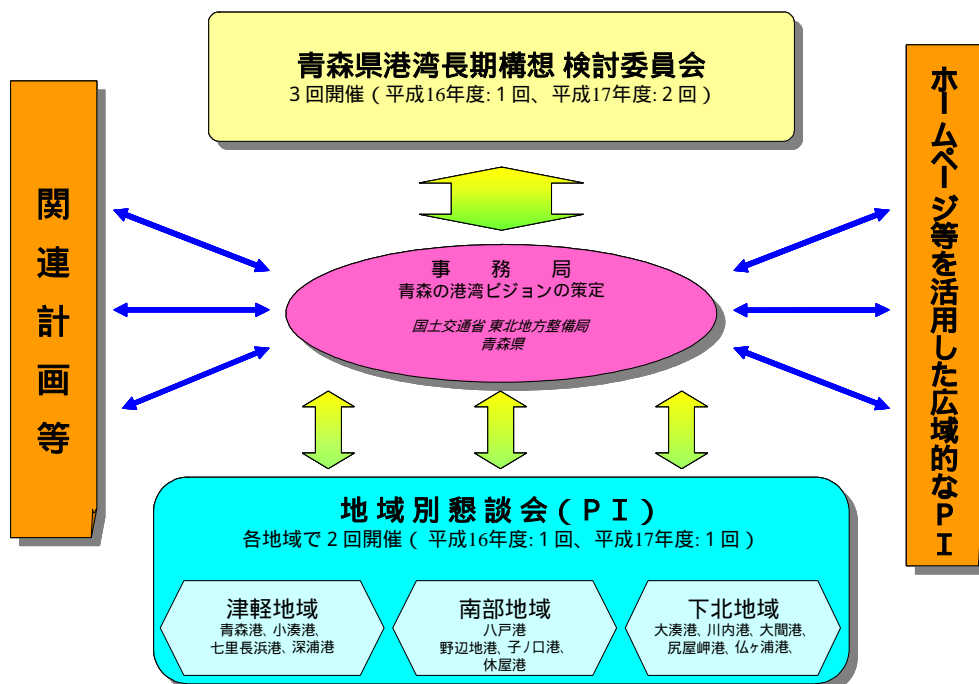 青森県港湾長期構想 検討委員会
3回開催（平成16年度:1回、平成17年度:2回）
関連計画等
ホームページ等を活用した広域的なPI
事　務　局
青森の港湾ビジョンの策定
国土交通省 東北地方整備局
青森県
地域別懇談会(PI)
各地域で2回開催（平成16年度:1回、平成17年度:1回）
津軽地域
青森港、小湊港、
七里長浜港、深浦港
南部地域
八戸港
野辺地港、子ノ口港、
休屋港
下北地域
大湊港、川内港、大間港、
尻屋岬港、仏ヶ浦港、